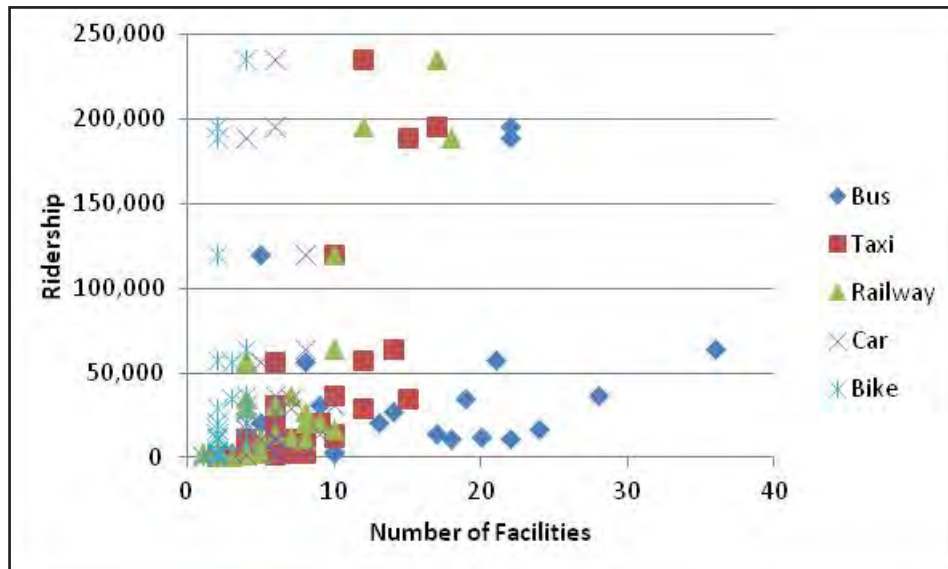 250,000
200,000
150,000
100,000
50,000
0
Ridership
0 10 20 30 40
Number of Facilities
Bus
Taxi
Railway
Car
Bike